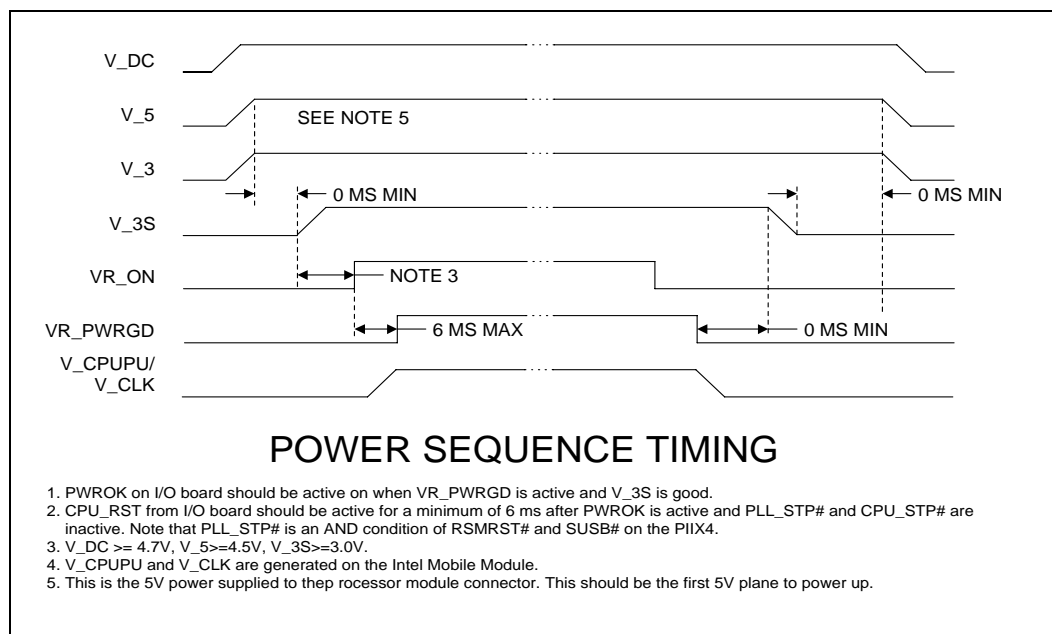 V_DC
V_5
SEE NOTE 5
V_3
0 MS MIN
0 MS MIN
V_3S
VR_ON
NOTE 3
VR_PWRGD
6 MS MAX
0 MS MIN
V_CPUPU/
V_CLK
POWER SEQUENCE TIMING
1. PWROK on I/O board should be active on when VR_PWRGD is active and V_3S is good.
2. CPU_RST from I/O board should be active for a minimum of 6 ms after PWROK is active and PLL_STP# and CPU_STP# are
inactive. Note that PLL_STP# is an AND condition of RSMRST# and SUSB# on the PIIX4.
3. V_DC >= 4.7V, V_5>=4.5V, V_3S>=3.0V.
4. V_CPUPU and V_CLK are generated on the Intel Mobile Module.
5. This is the 5V power supplied to thep rocessor module connector. This should be the first 5V plane to power up.